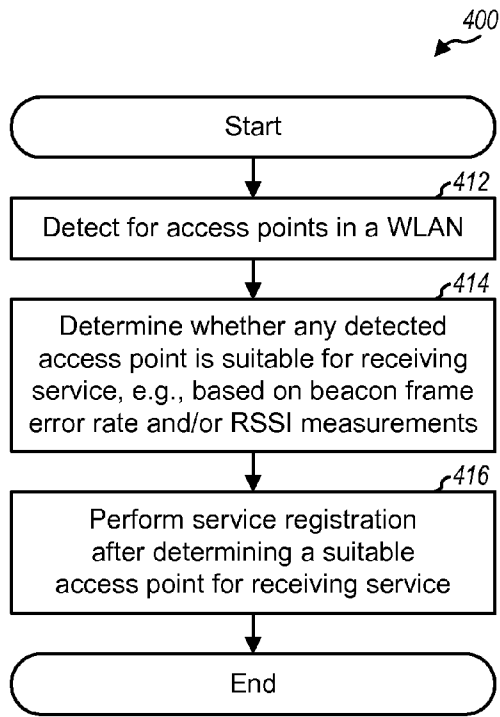 400
Start
412
Detect for access points in a WLAN
414
Determine whether any detected
access point is suitable for receiving
service, e.g., based on beacon frame
error rate and/or RSSI measurements
416
Perform service registration
after determining a suitable
access point for receiving service
End